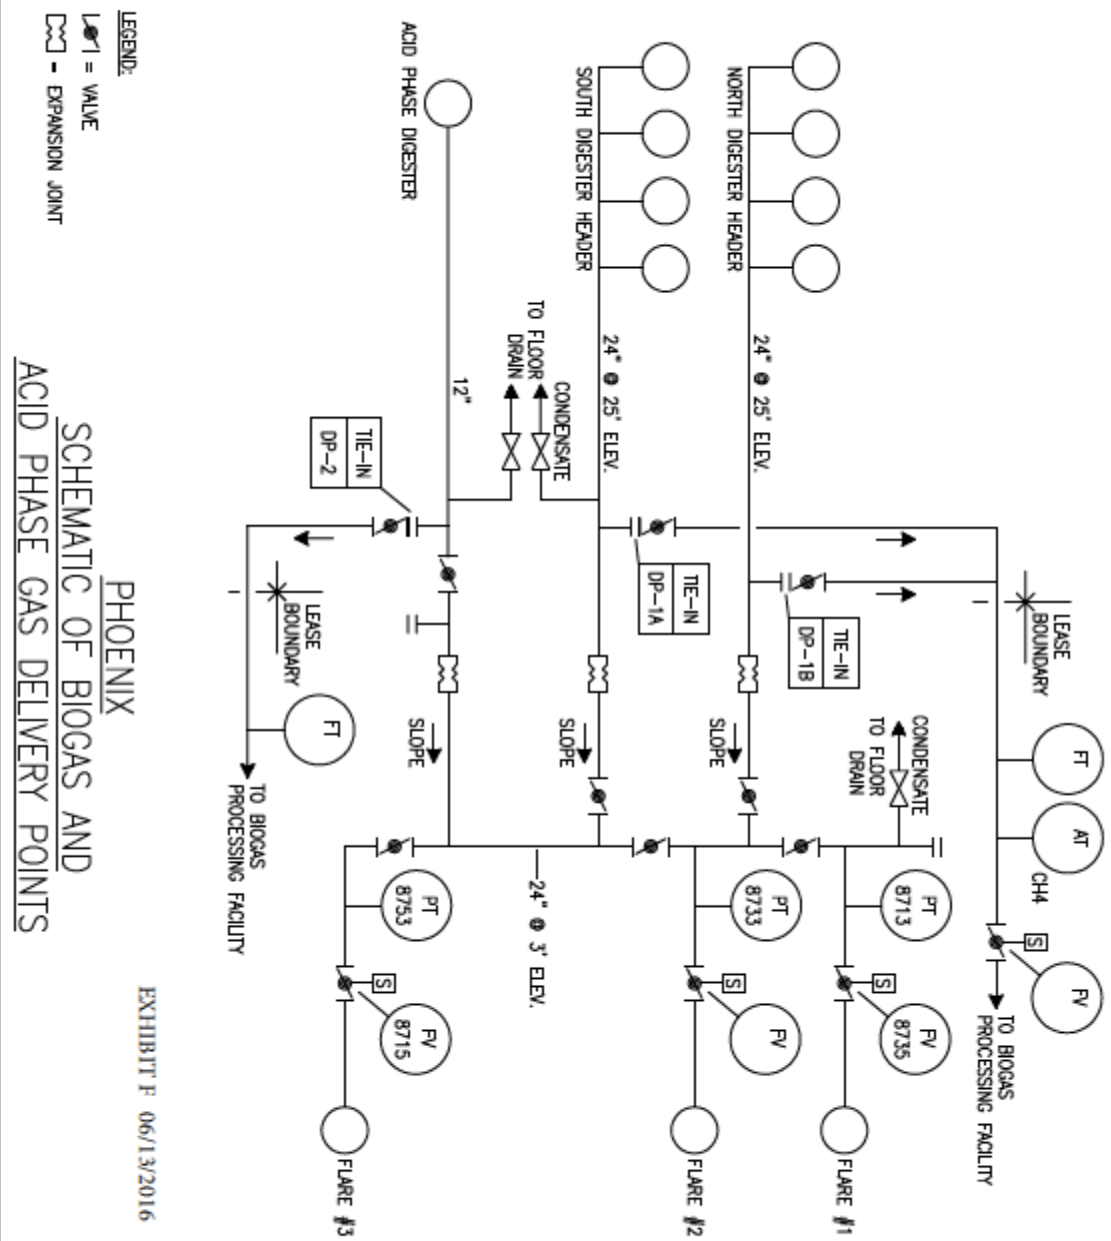 FT
AT
FV
LEASE
BOUNDARY
CH4
S
TO BIOGAS
PROCESSING FACILITY
CONDENSATE
TO FLOOR
DRAIN
TIE-IN
DP-1B
PT
8713
FV
8735
S
FLARE #1
NORTH DIGESTER HEADER
24" @ 25' ELEV.
SLOPE
PT
8733
FV
S
FLARE #2
TIE-IN
DP-1A
SOUTH DIGESTER HEADER
24" @ 25' ELEV.
SLOPE
CONDENSATE
TO FLOOR
DRAIN
24" @ 3' ELEV.
12"
SLOPE
ACID PHASE DIGESTER
PT
8753
FV
8715
S
FLARE #3
TIE-IN
DP-2
LEASE
BOUNDARY
FT
TO BIOGAS
PROCESSING FACILITY
LEGEND:
= VALVE
- EXPANSION JOINT
PHOENIX
SCHEMATIC OF BIOGAS AND
ACID PHASE GAS DELIVERY POINTS
EXHIBIT F 06/13/2016